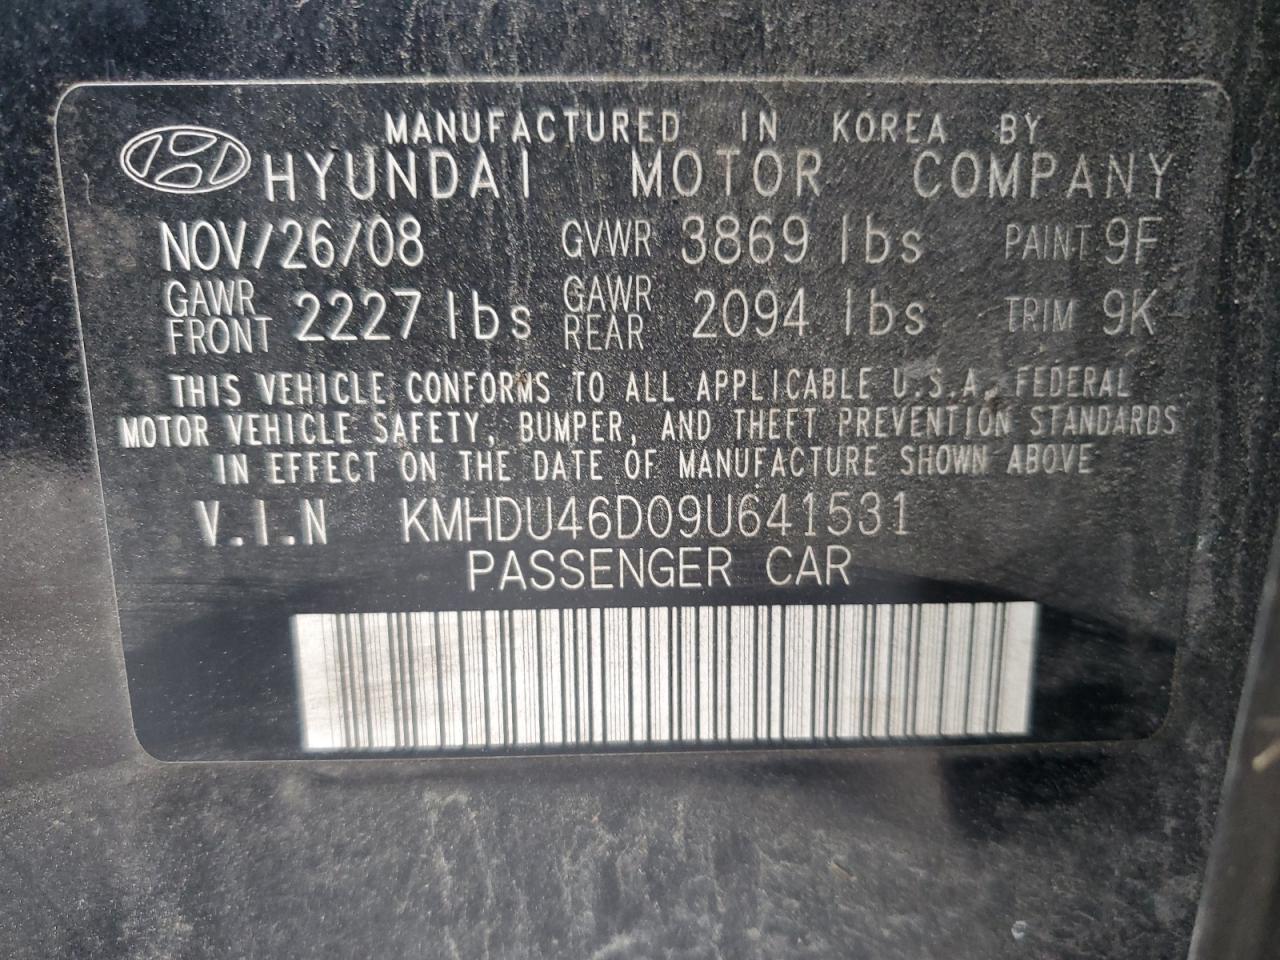 MANUFACTURED IN KOREA BY
HYUNDAI MOTOR COMPANY
NOV/26/08 GVWR 3869 lbs PAINT 9F
GAWR FRONT 2227 lbs GAWR REAR 2094 lbs TRIM 9K
THIS VEHICLE CONFORMS TO ALL APPLICABLE U.S.A, FEDERAL
MOTOR VEHICLE SAFETY, BUMPER, AND THEFT PREVENTION STANDARDS
IN EFFECT ON THE DATE OF MANUFACTURE SHOWN ABOVE
V.I.N KMHDU46D09U641531
PASSENGER CAR